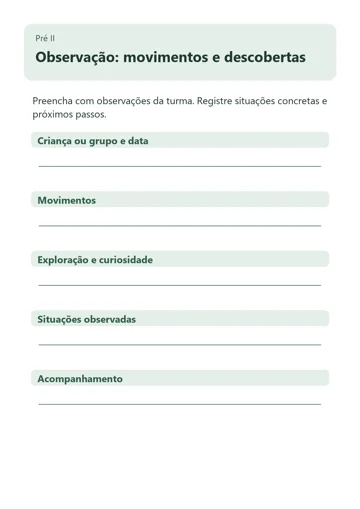 Pré II
Observação: movimentos e descobertas
Preencha com observações da turma. Registre situações concretas e
próximos passos.
Criança ou grupo e data
Movimentos
Exploração e curiosidade
Situações observadas
Acompanhamento